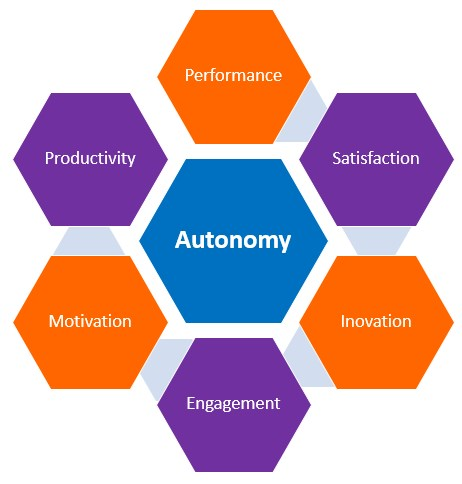 Performance
Productivity
Satisfaction
Autonomy
Motivation
Inovation
Engagement